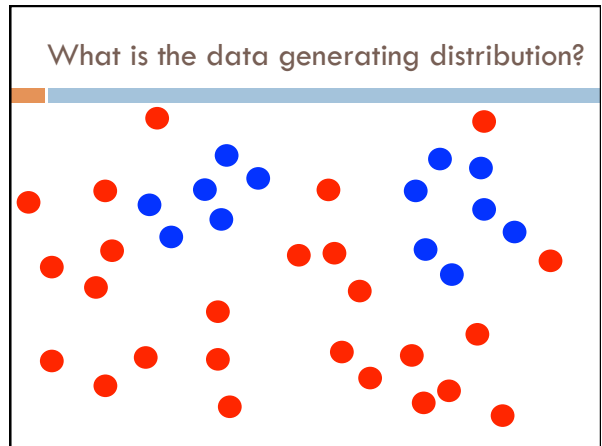 What is the data generating distribution?